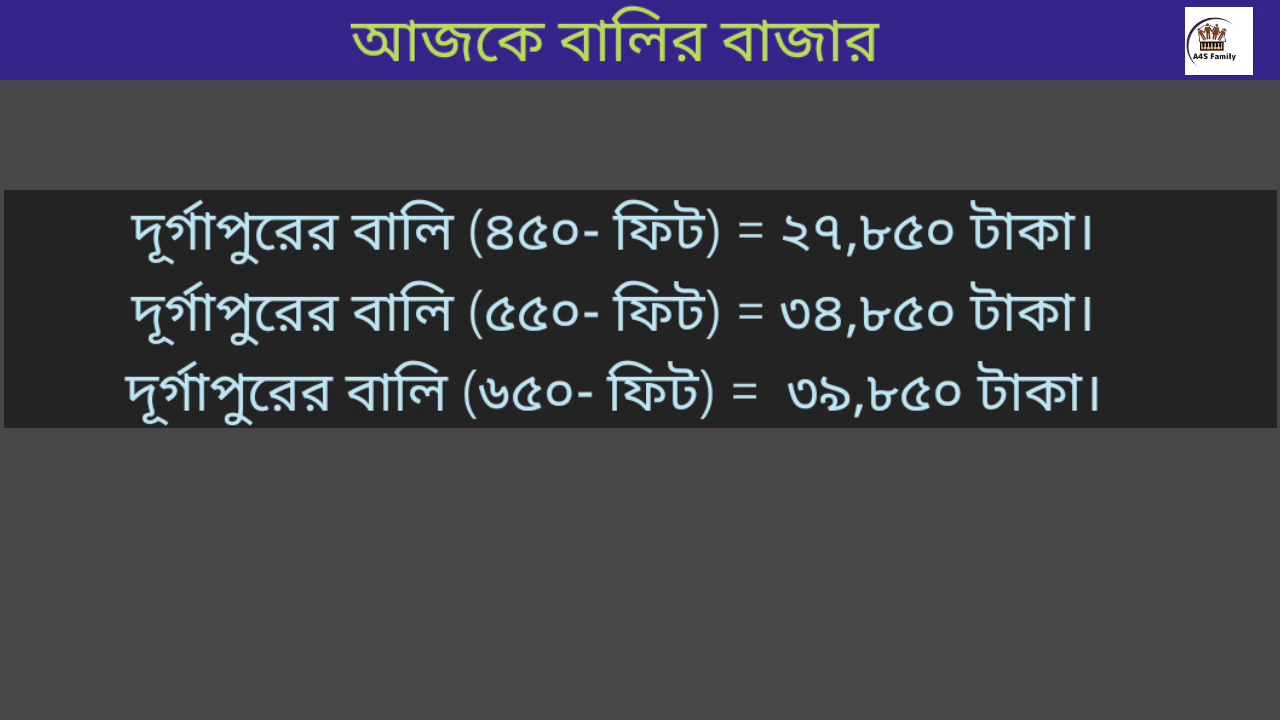 আজকে বালির বাজার
A4S Family
দূর্গাপুরের বালি (৪৫০- ফিট) = ২৭,৮৫০ টাকা।
দূর্গাপুরের বালি (৫৫০- ফিট) = ৩৪,৮৫০ টাকা।
দূর্গাপুরের বালি (৬৫০- ফিট) = ৩৯,৮৫০ টাকা।